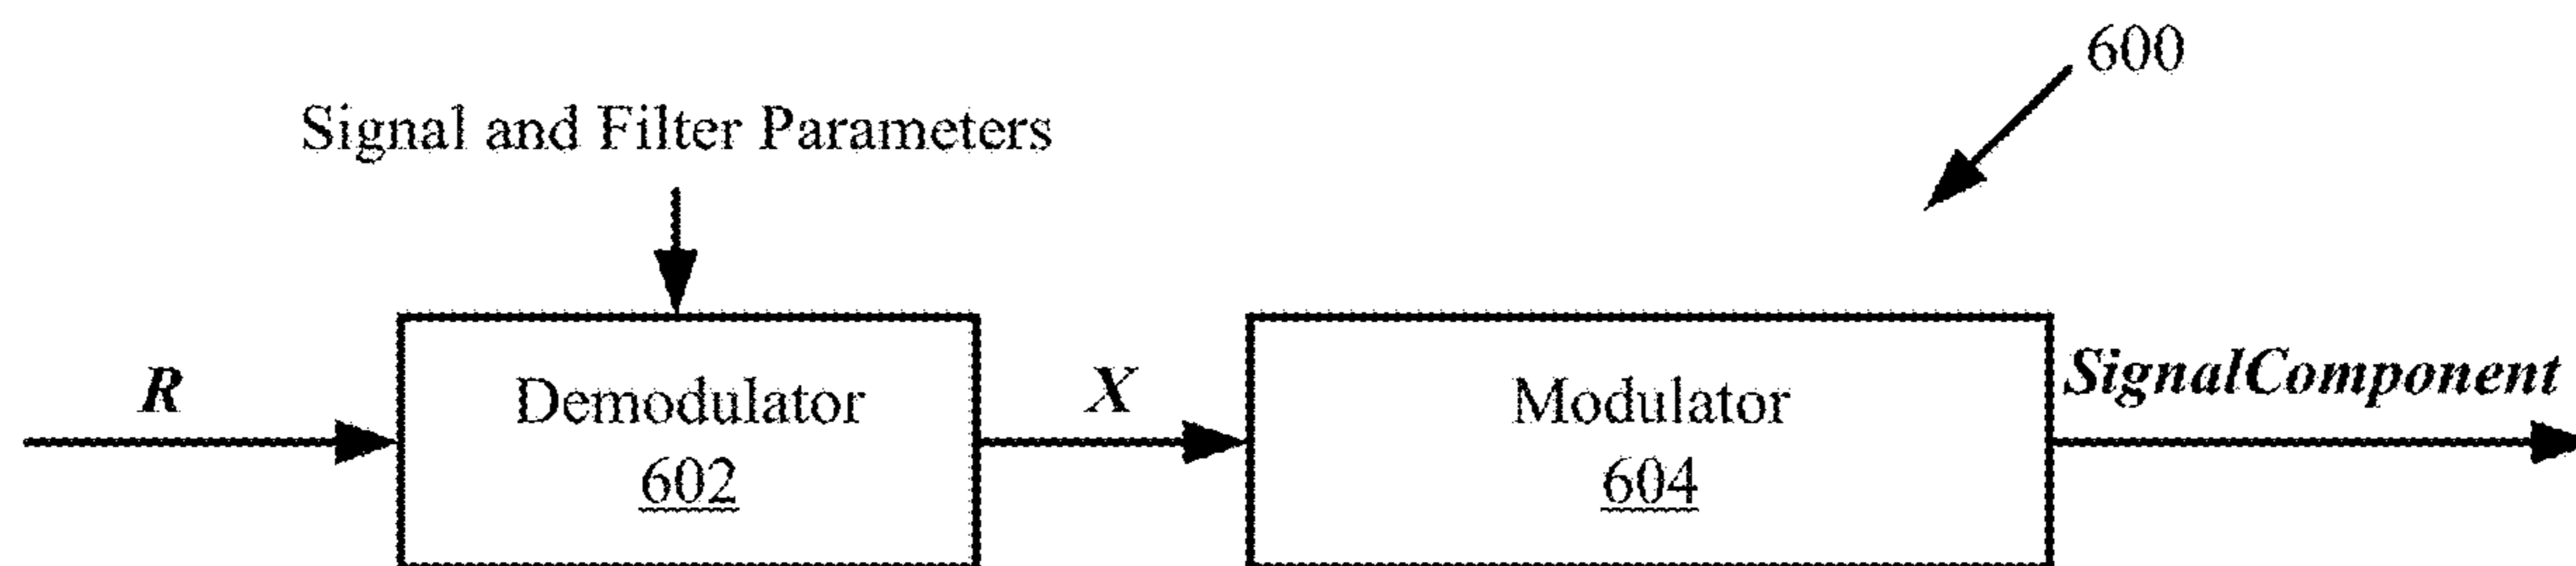 600
Signal and Filter Parameters
R
Demodulator
602
X
Modulator
604
SignalComponent